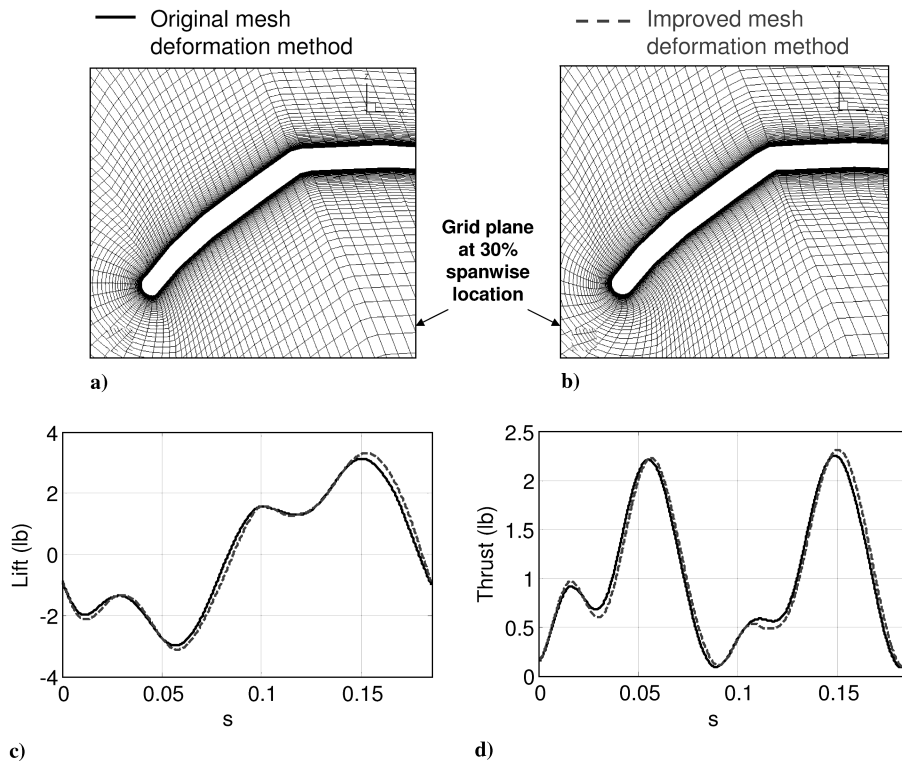 Original mesh
deformation method
Improved mesh
deformation method
z
z
x
Grid plane
at 30%
spanwise
location
a)
b)
4
2
0
-2
-4
Lift (lb)
0
0.05
0.1
0.15
s
c)
2.5
2
1.5
1
0.5
0
Thrust (lb)
0
0.05
0.1
0.15
s
d)